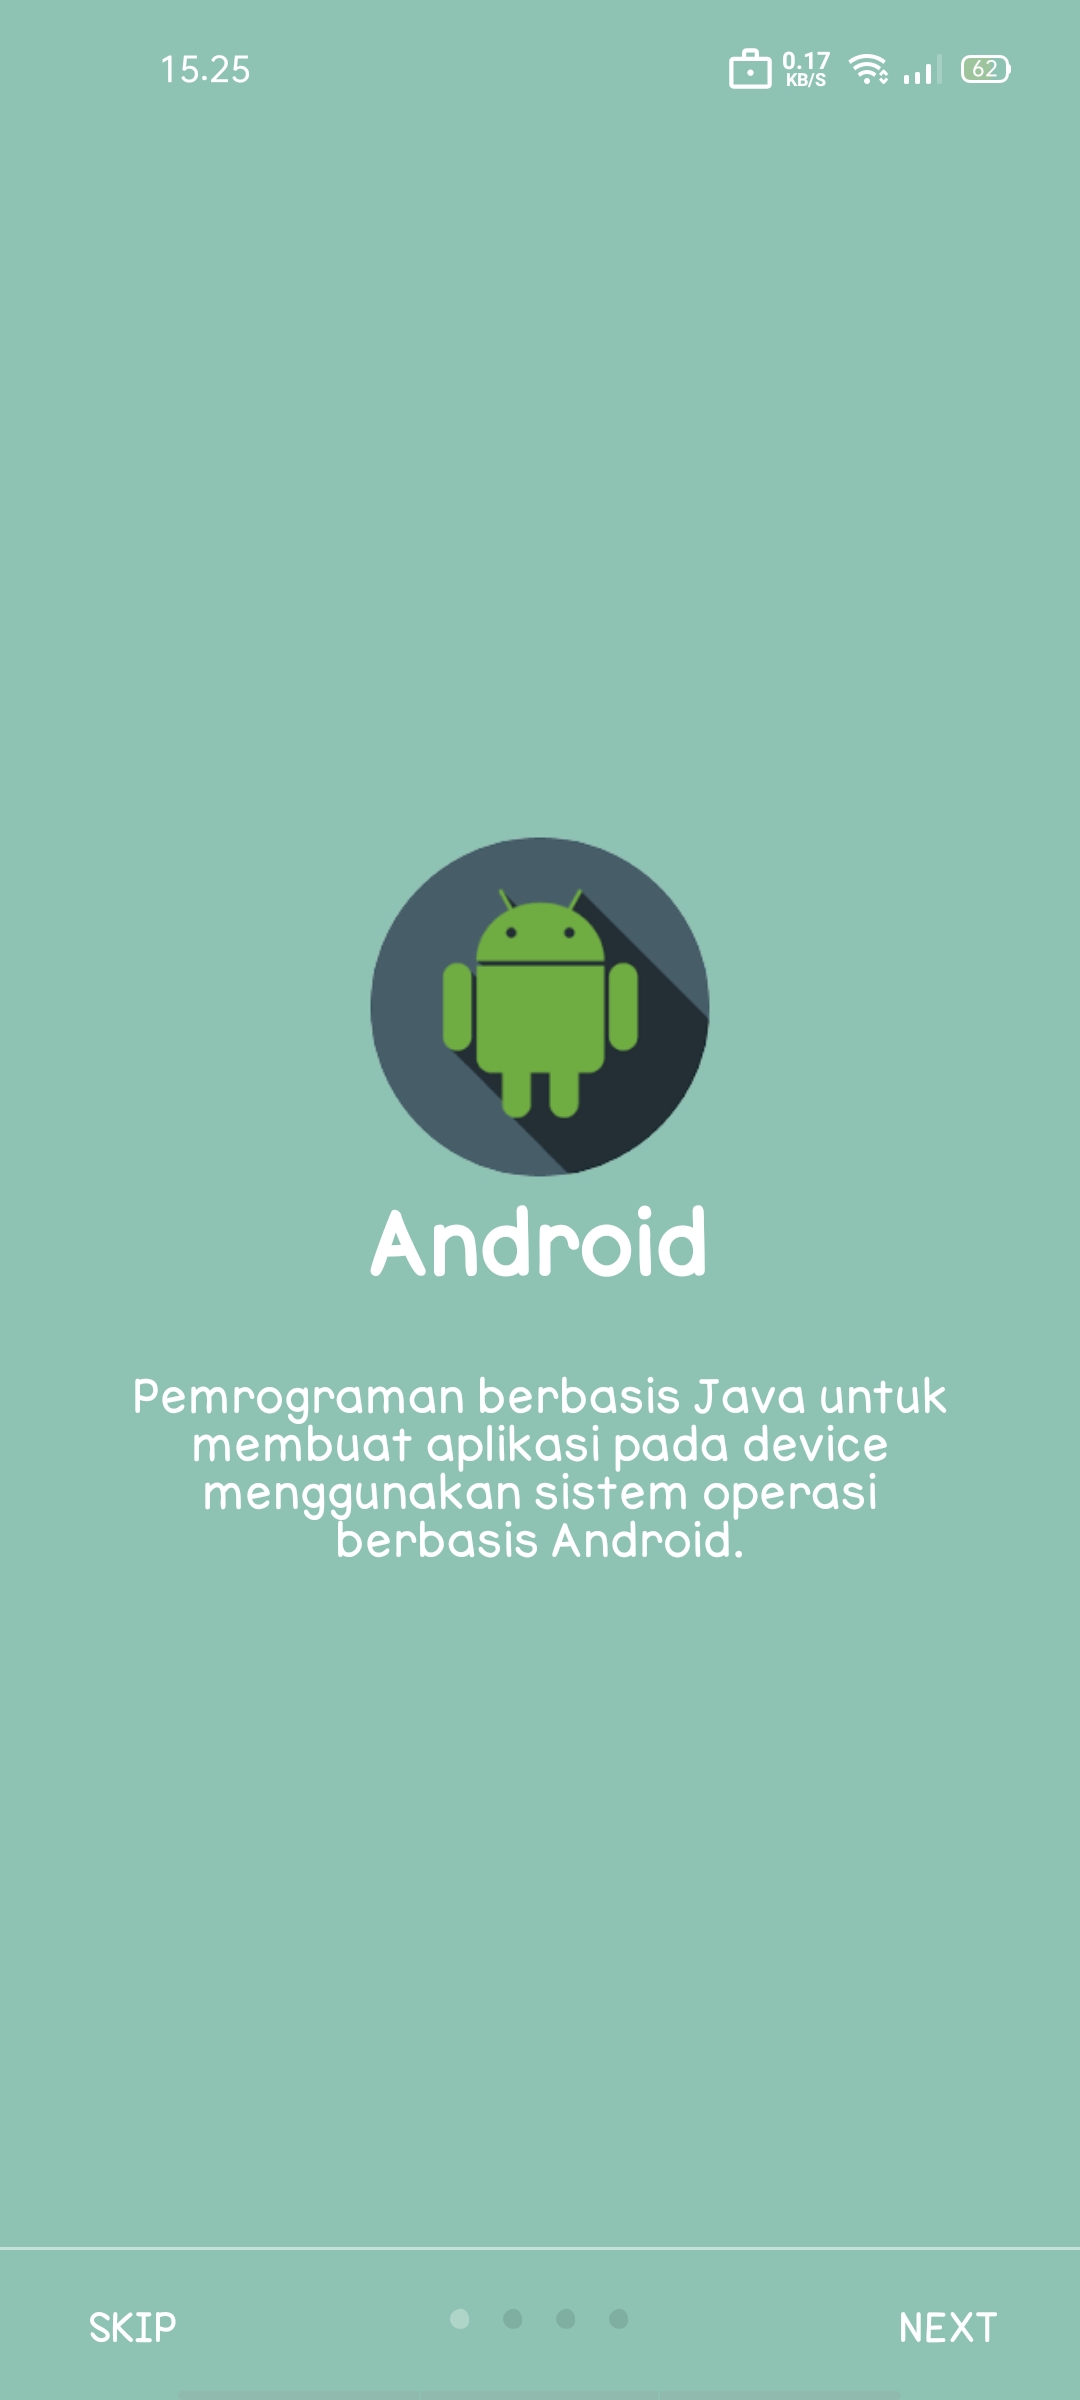 15.25
0.17
KB/S
62
Android
Pemrograman berbasis Java untuk
membuat aplikasi pada device
menggunakan sistem operasi
berbasis Android.
SKIP
NEXT